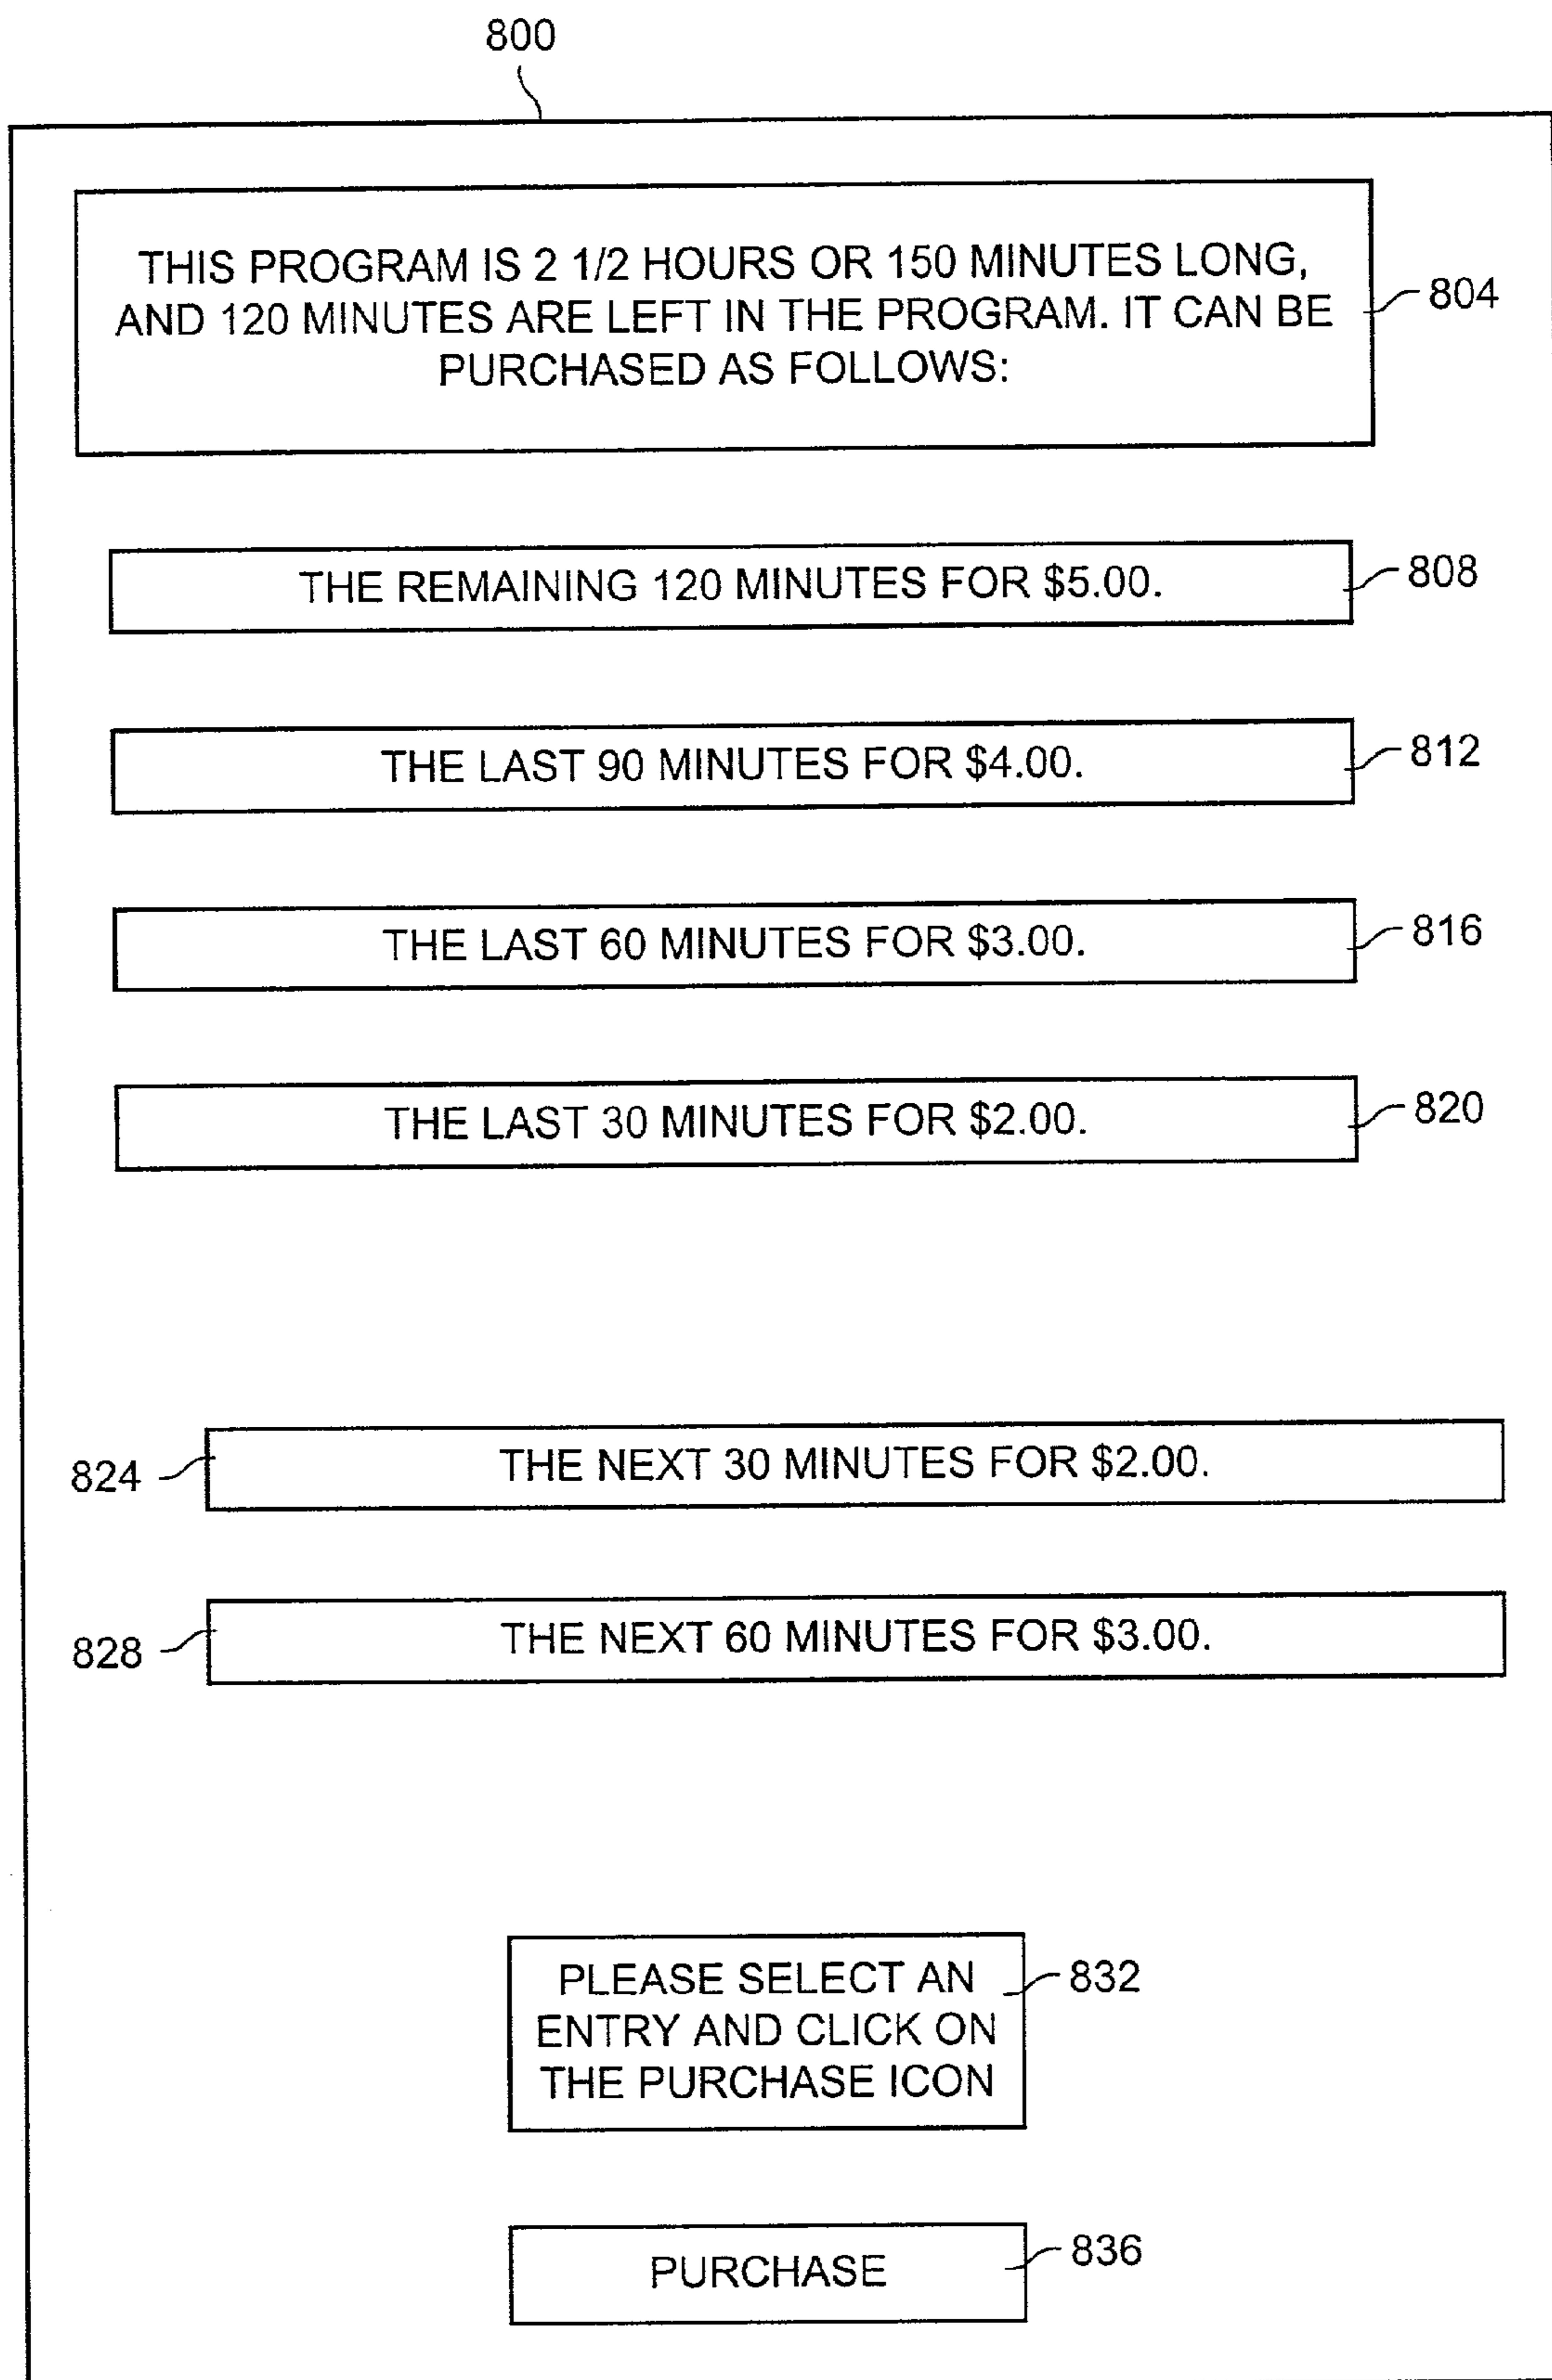 800
THIS PROGRAM IS 2 1/2 HOURS OR 150 MINUTES LONG,
AND 120 MINUTES ARE LEFT IN THE PROGRAM. IT CAN BE
PURCHASED AS FOLLOWS:
804
THE REMAINING 120 MINUTES FOR $5.00.
808
THE LAST 90 MINUTES FOR $4.00.
812
THE LAST 60 MINUTES FOR $3.00.
816
THE LAST 30 MINUTES FOR $2.00.
820
824
THE NEXT 30 MINUTES FOR $2.00.
828
THE NEXT 60 MINUTES FOR $3.00.
PLEASE SELECT AN
ENTRY AND CLICK ON
THE PURCHASE ICON
832
PURCHASE
836